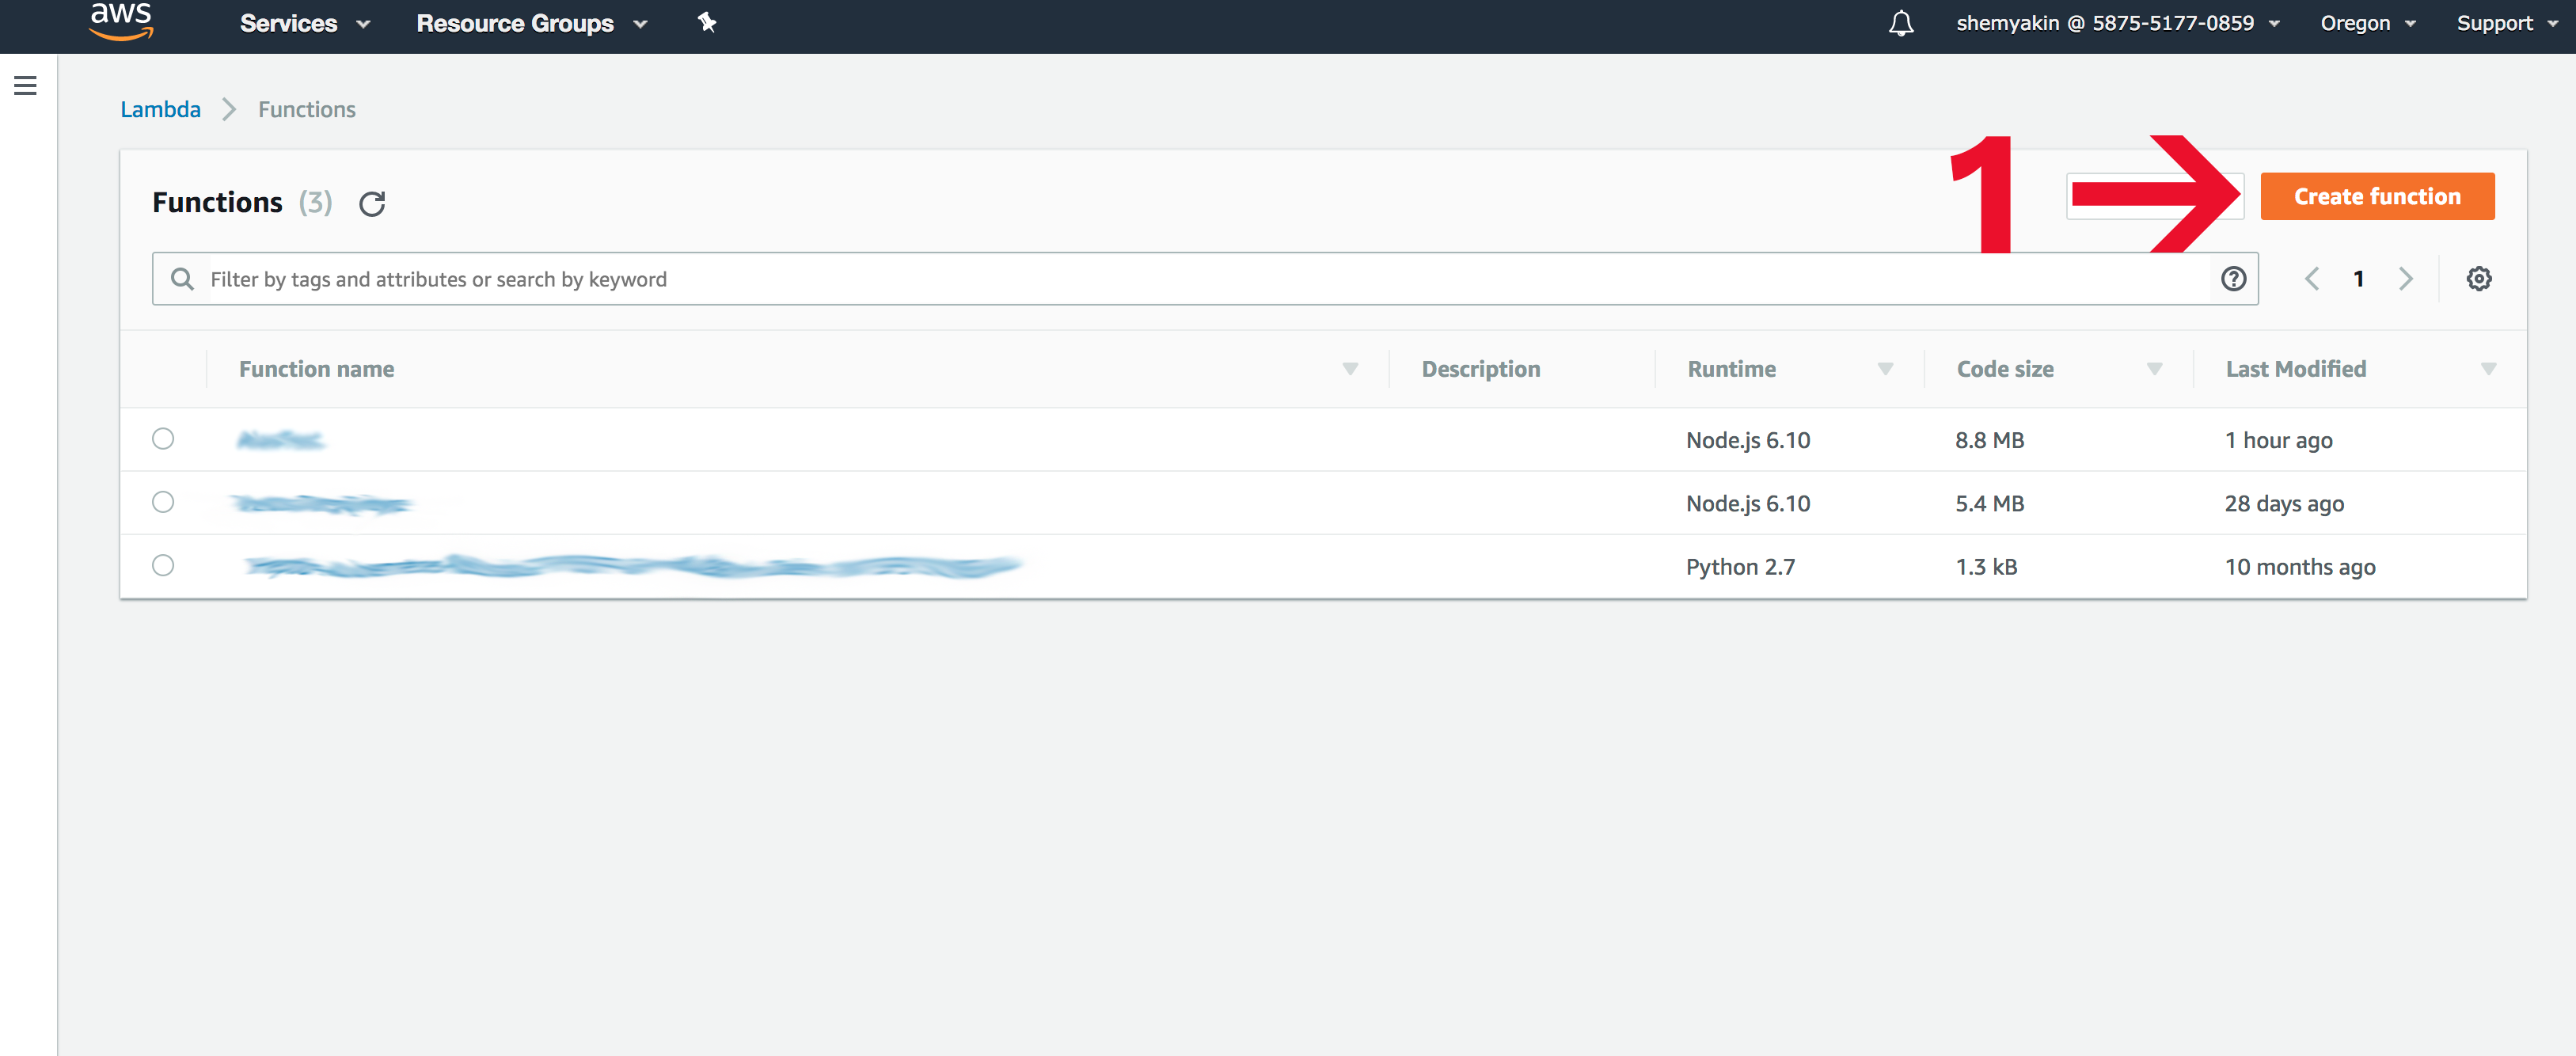 aws Services Resource Groups shemyakin @ 5875-5177-0859 Oregon Support
Lambda Functions
1
Functions (3) Create function
Filter by tags and attributes or search by keyword 1
Function name Description Runtime Code size Last Modified
Node.js 6.10 8.8 MB 1 hour ago
Node.js 6.10 5.4 MB 28 days ago
Python 2.7 1.3 kB 10 months ago